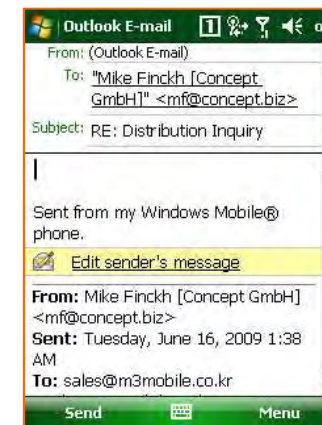 Outlook E-mail
From: (Outlook E-mail)
To: "Mike Finckh [Concept
GmbH]" <mf@concept.biz>
Subject: RE: Distribution Inquiry
Sent from my Windows Mobile®
phone.
Edit sender's message
From: Mike Finckh [Concept GmbH]
<mf@concept.biz>
Sent: Tuesday, June 16, 2009 1:38
AM
To: sales@m3mobile.co.kr
Send Menu